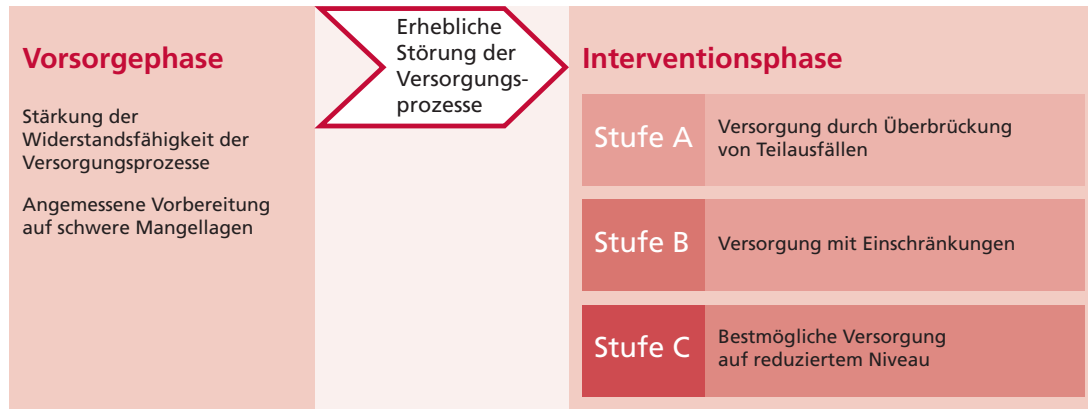 Vorsorgephase
Stärkung der
Widerstandsfähigkeit der
Versorgungsprozesse
Angemessene Vorbereitung
auf schwere Mangellagen
Erhebliche
Störung der
Versorgungs-
prozesse
Interventionsphase
Stufe A
Versorgung durch Überbrückung
von Teilausfällen
Stufe B
Versorgung mit Einschränkungen
Stufe C
Bestmögliche Versorgung
auf reduziertem Niveau